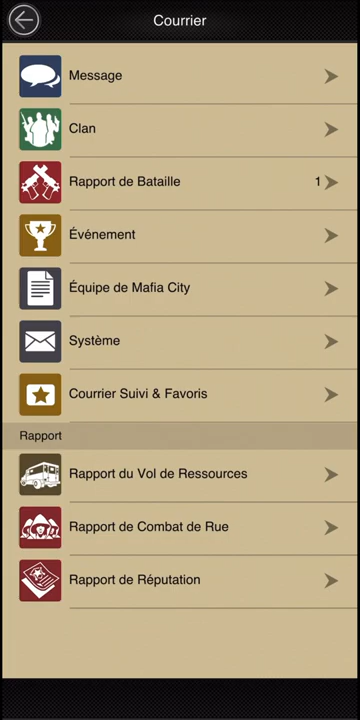 Courrier
Message
Clan
Rapport de Bataille 1
Événement
Équipe de Mafia City
Système
Courrier Suivi & Favoris
Rapport
Rapport du Vol de Ressources
Rapport de Combat de Rue
Rapport de Réputation